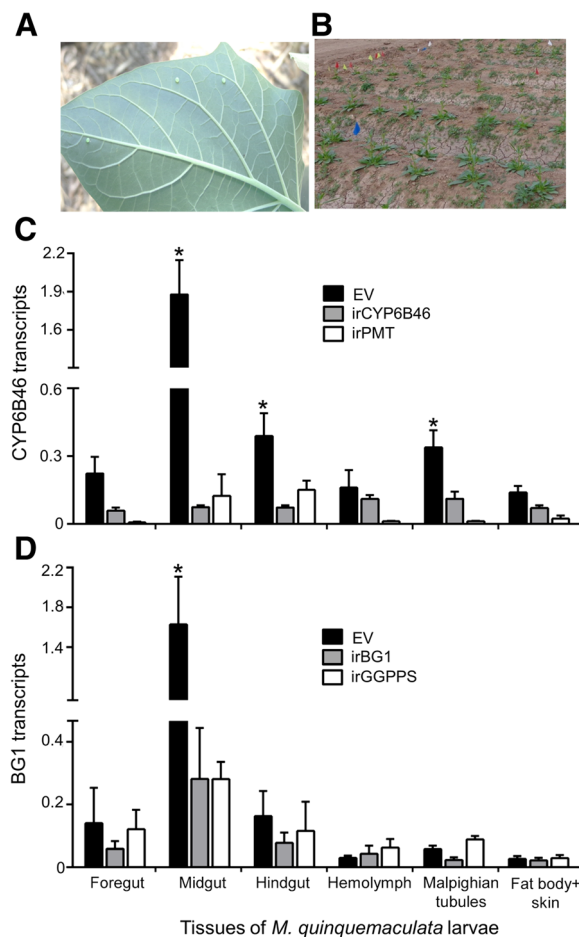 A
B
C
CYP6B46 transcripts
2.2
1.9
1.6
0.6
0.3
0
*
*
*
EV
irCYP6B46
irPMT
D
BG1 transcripts
2.2
1.8
1.4
0.4
0.2
0
*
EV
irBG1
irGGPPS
Foregut
Midgut
Hindgut
Hemolymph
Malpighian
tubules
Fat body+
skin
Tissues of M. quinquemaculata larvae